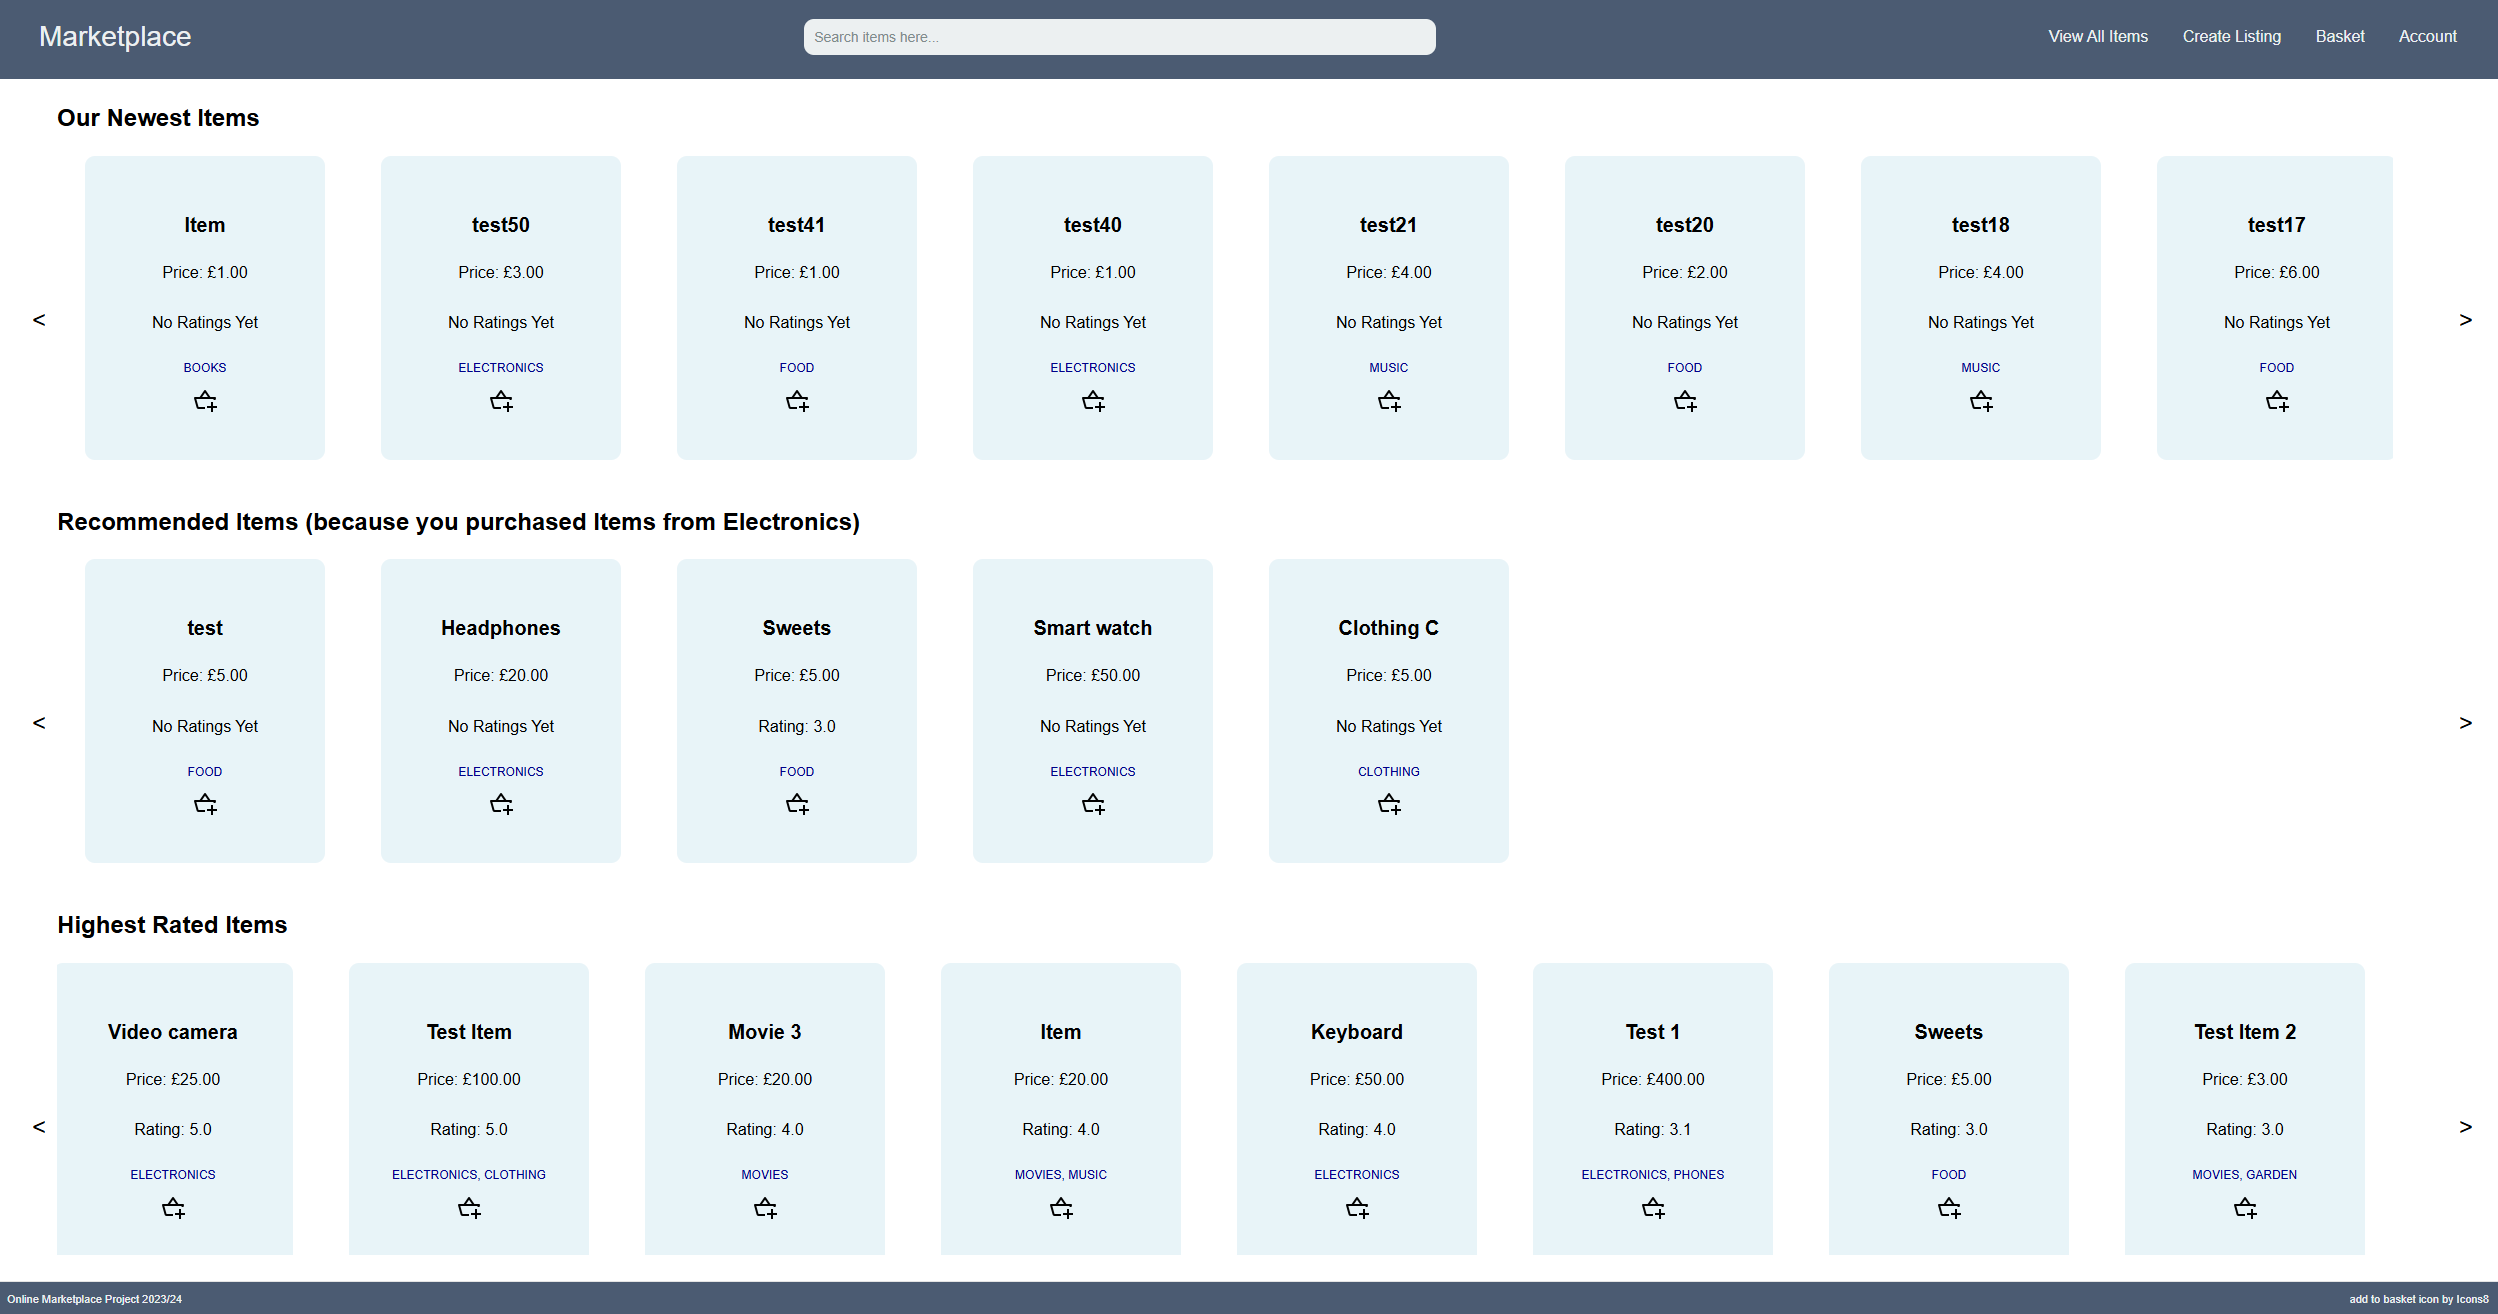 Marketplace
Search items here...
View All Items Create Listing Basket Account
Our Newest Items
Item test50 test41 test40 test21 test20 test18 test17
Price: £1.00 Price: £3.00 Price: £1.00 Price: £1.00 Price: £4.00 Price: £2.00 Price: £4.00 Price: £6.00
< No Ratings Yet No Ratings Yet No Ratings Yet No Ratings Yet No Ratings Yet No Ratings Yet No Ratings Yet No Ratings Yet >
BOOKS ELECTRONICS FOOD ELECTRONICS MUSIC FOOD MUSIC FOOD
Recommended Items (because you purchased Items from Electronics)
test Headphones Sweets Smart watch Clothing C
Price: £5.00 Price: £20.00 Price: £5.00 Price: £50.00 Price: £5.00
< No Ratings Yet No Ratings Yet Rating: 3.0 No Ratings Yet No Ratings Yet >
FOOD ELECTRONICS FOOD ELECTRONICS CLOTHING
Highest Rated Items
Video camera Test Item Movie 3 Item Keyboard Test 1 Sweets Test Item 2
Price: £25.00 Price: £100.00 Price: £20.00 Price: £20.00 Price: £50.00 Price: £400.00 Price: £5.00 Price: £3.00
< Rating: 5.0 Rating: 5.0 Rating: 4.0 Rating: 4.0 Rating: 4.0 Rating: 3.1 Rating: 3.0 Rating: 3.0 >
ELECTRONICS ELECTRONICS, CLOTHING MOVIES MOVIES, MUSIC ELECTRONICS ELECTRONICS, PHONES FOOD MOVIES, GARDEN
Online Marketplace Project 2023/24
add to basket icon by Icons8